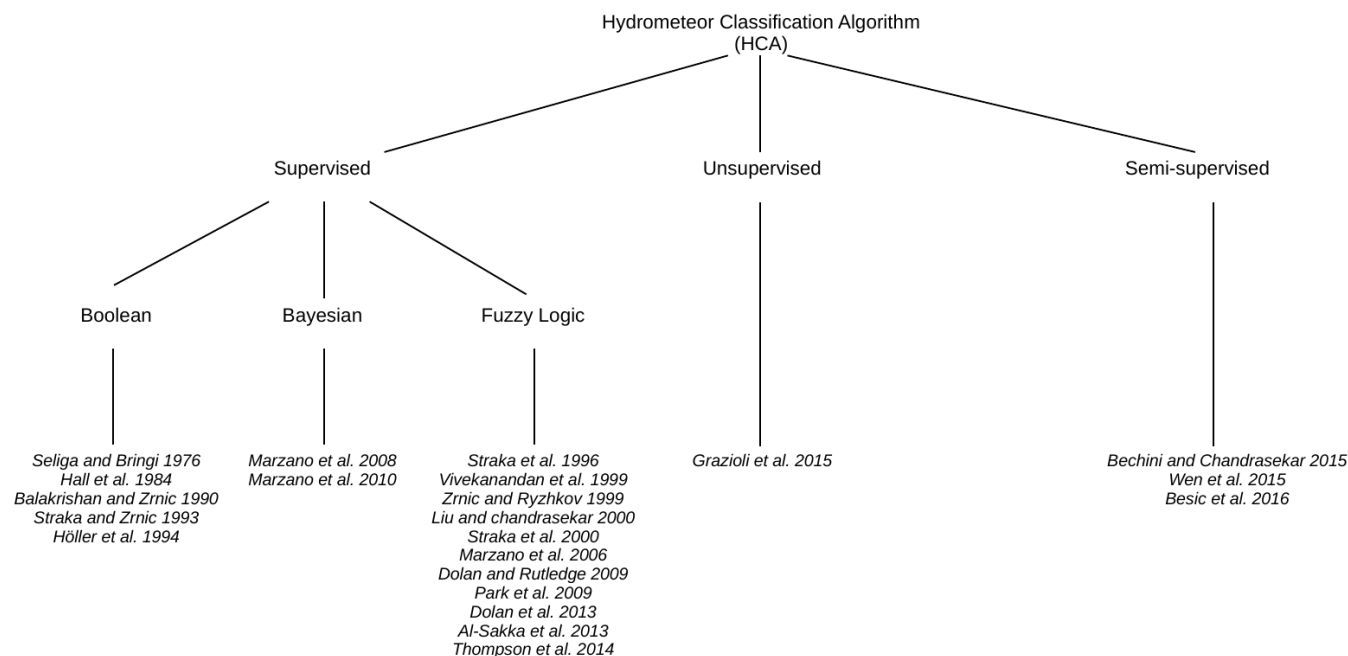 Hydrometeor Classification Algorithm
(HCA)
Supervised
Unsupervised
Semi-supervised
Boolean
Bayesian
Fuzzy Logic
Seliga and Bringi 1976
Hall et al. 1984
Balakrishan and Zrnic 1990
Straka and Zrnic 1993
Höller et al. 1994
Marzano et al. 2008
Marzano et al. 2010
Straka et al. 1996
Vivekanandan et al. 1999
Zrnic and Ryzhkov 1999
Liu and chandrasekar 2000
Straka et al. 2000
Marzano et al. 2006
Dolan and Rutledge 2009
Park et al. 2009
Dolan et al. 2013
Al-Sakka et al. 2013
Thompson et al. 2014
Grazioli et al. 2015
Bechini and Chandrasekar 2015
Wen et al. 2015
Besic et al. 2016